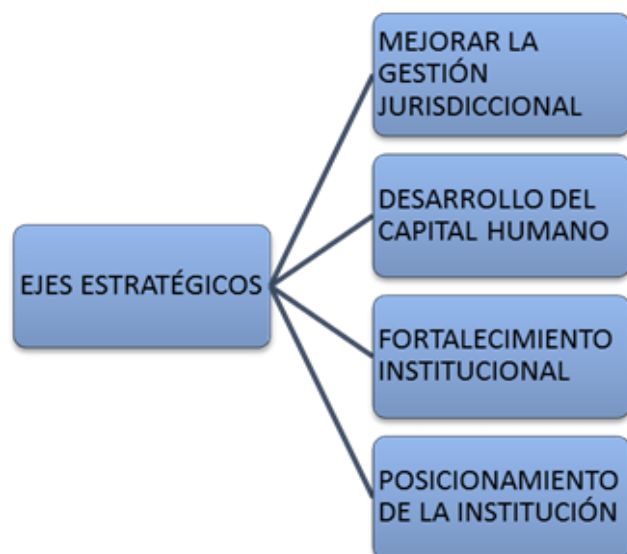 MEJORAR LA
GESTIÓN
JURISDICCIONAL
DESARROLLO DEL
CAPITAL HUMANO
EJES ESTRATÉGICOS
FORTALECIMIENTO
INSTITUCIONAL
POSICIONAMIENTO
DE LA INSTITUCIÓN